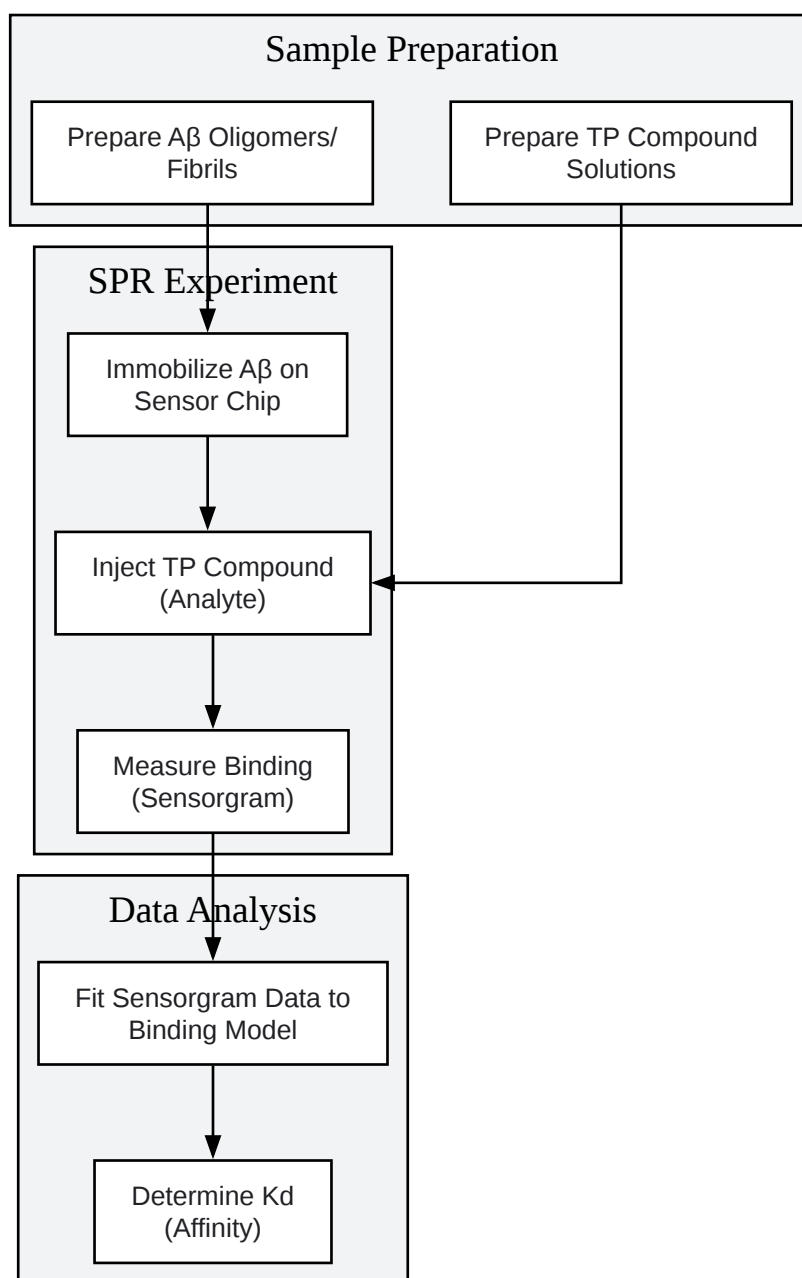 Sample Preparation
Prepare Aβ Oligomers/
Fibrils
Prepare TP Compound
Solutions
SPR Experiment
Immobilize Aβ on
Sensor Chip
Inject TP Compound
(Analyte)
Measure Binding
(Sensorgram)
Data Analysis
Fit Sensorgram Data to
Binding Model
Determine Kd
(Affinity)